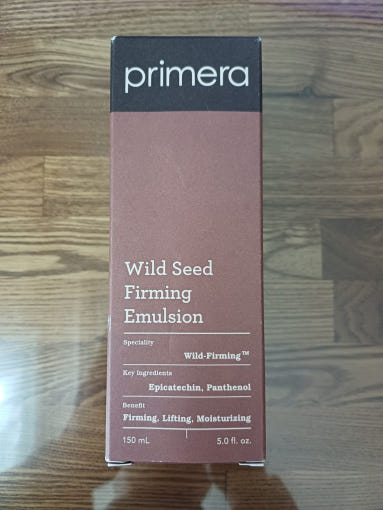 primera
Wild Seed
Firming
Emulsion
Speciality
Wild-Firming™
Key Ingredients
Epicatechin, Panthenol
Benefit
Firming, Lifting, Moisturizing
150 mL 5.0 fl. oz.